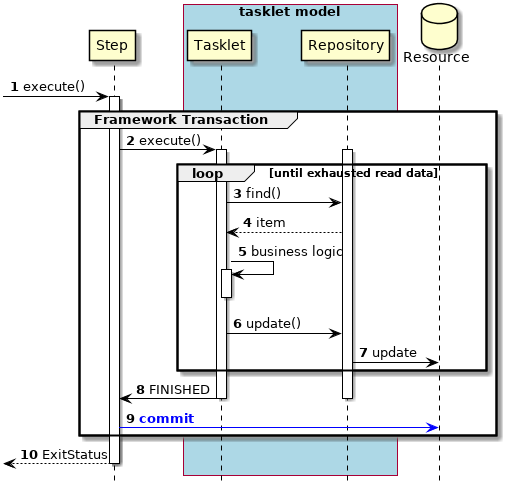 tasklet model
Step
Tasklet
Repository
Resource
1 execute()
Framework Transaction
2 execute()
loop [until exhausted read data]
3 find()
4 item
5 business logic
6 update()
7 update
8 FINISHED
9 commit
10 ExitStatus